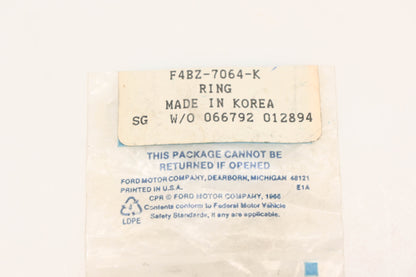 F4BZ-7064-K
RING
MADE IN KOREA
SG W/O 066792 012894
THIS PACKAGE CANNOT BE
RETURNED IF OPENED
FORD MOTOR COMPANY, DEARBORN, MICHIGAN 48121
PRINTED IN U.S.A. E1A
CPR © FORD MOTOR COMPANY, 1966
Contents conform to Federal Motor Vehicle
Safety Standards, if any are applicable.
3
LDPE